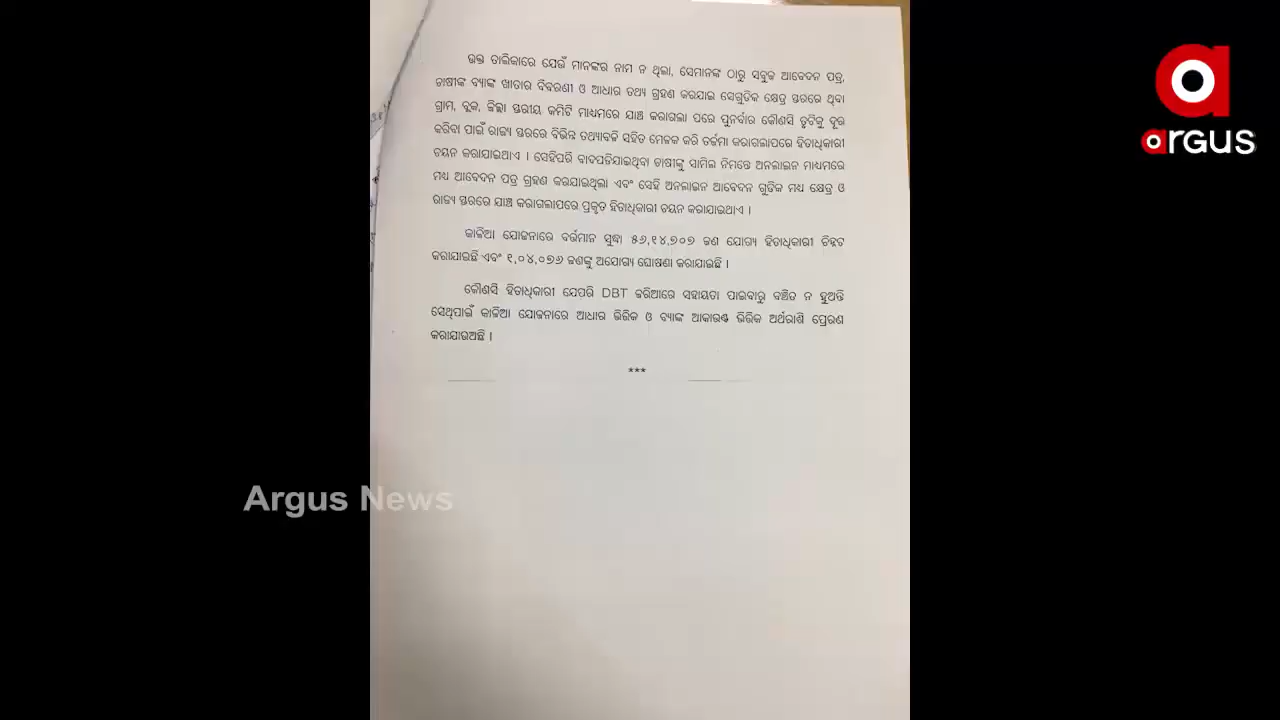 ଉକ୍ତ ତାଲିକାରେ ଯେଉଁ ମାନଙ୍କର ନାମ ନ ଥିଲା, ସେମାନଙ୍କ ଠାରୁ ସବୁଜ ଆବେଦନ ପତ୍ର,
ଚାଷୀଙ୍କ ବ୍ୟାଙ୍କ ଖାତାର ବିବରଣୀ ଓ ଆଧାର ତଥ୍ୟ ଗ୍ରହଣ କରଯାଇ ସେଗୁଡିକ କ୍ଷେତ୍ର ସ୍ତରରେ ଥିବା
ଗ୍ରାମ, ବ୍ଲକ, ଜିଲ୍ଲା ସ୍ତରୀୟ କମିଟି ମାଧ୍ୟମରେ ଯାଞ୍ଚ କରାଗଲା ପରେ ପୁନର୍ବାର କୌଣସି ତୃଟିକୁ ଦୂର
କରିବା ପାଇଁ ରାଜ୍ୟ ସ୍ତରରେ ବିଭିନ୍ନ ତଥ୍ୟାବଳି ସହିତ ମେଳକ କରି ତର୍ଜମା କରାଗଲାପରେ ହିତାଧିକାରୀ
ଚୟନ କରାଯାଇଥାଏ । ସେହିପରି ବାଦପଡିଯାଇଥିବା ଚାଷୀଙ୍କୁ ସାମିଲ ନିମନ୍ତେ ଅନଲାଇନ ମାଧ୍ୟମରେ
ମଧ୍ୟ ଆବେଦନ ପତ୍ର ଗ୍ରହଣ କରଯାଇଥିଲା ଏବଂ ସେହି ଅନଲାଇନ ଆବେଦନ ଗୁଡିକ ମଧ୍ୟ କ୍ଷେତ୍ର ଓ
ରାଜ୍ୟ ସ୍ତରରେ ଯାଞ୍ଚ କରାଗଲାପରେ ପ୍ରକୃତ ହିତାଧିକାରୀ ଚୟନ କରାଯାଇଥାଏ ।
କାଳିଆ ଯୋଜନାରେ ବର୍ତ୍ତମାନ ସୁଦ୍ଧା ୫୬,୧୪,୭୦୭ ଜଣ ଯୋଗ୍ୟ ହିତାଧିକାରୀ ଚିହ୍ନଟ
କରାଯାଇଛି ଏବଂ ୧,୦୪,୦୭୬ ଜଣଙ୍କୁ ଅଯୋଗ୍ୟ ଘୋଷଣା କରାଯାଇଛି ।
କୌଣସି ହିତାଧିକାରୀ ଯେପରି DBT ଜରିଆରେ ସହାୟତା ପାଇବାରୁ ବଞ୍ଚିତ ନ ହୁଅନ୍ତି
ସେଥିପାଇଁ କାଳିଆ ଯୋଜନାରେ ଆଧାର ଭିତ୍ତିକ ଓ ବ୍ୟାଙ୍କ ଆକାଉଣ୍ଟ ଭିତ୍ତିକ ଅର୍ଥରାଶି ପ୍ରେରଣ
କରାଯାଉଅଛି ।
***
Argus News
argus